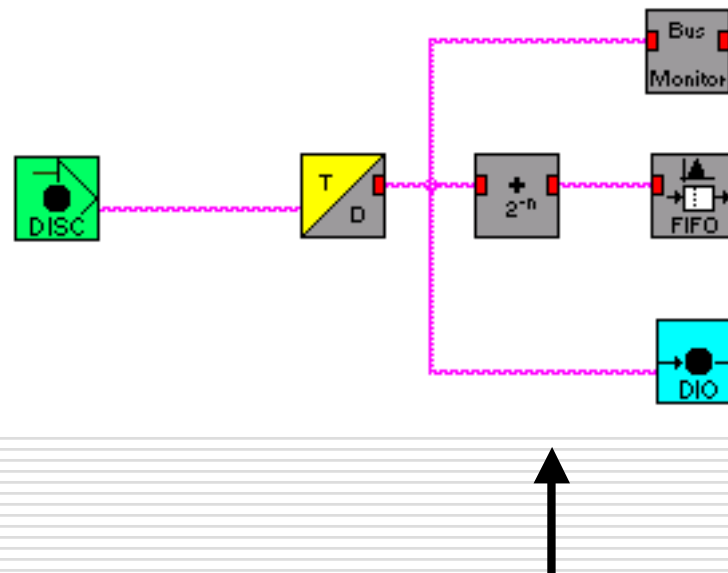 Bus
Monitor
DISC
T
D
+
2⁻ⁿ
FIFO
DIO